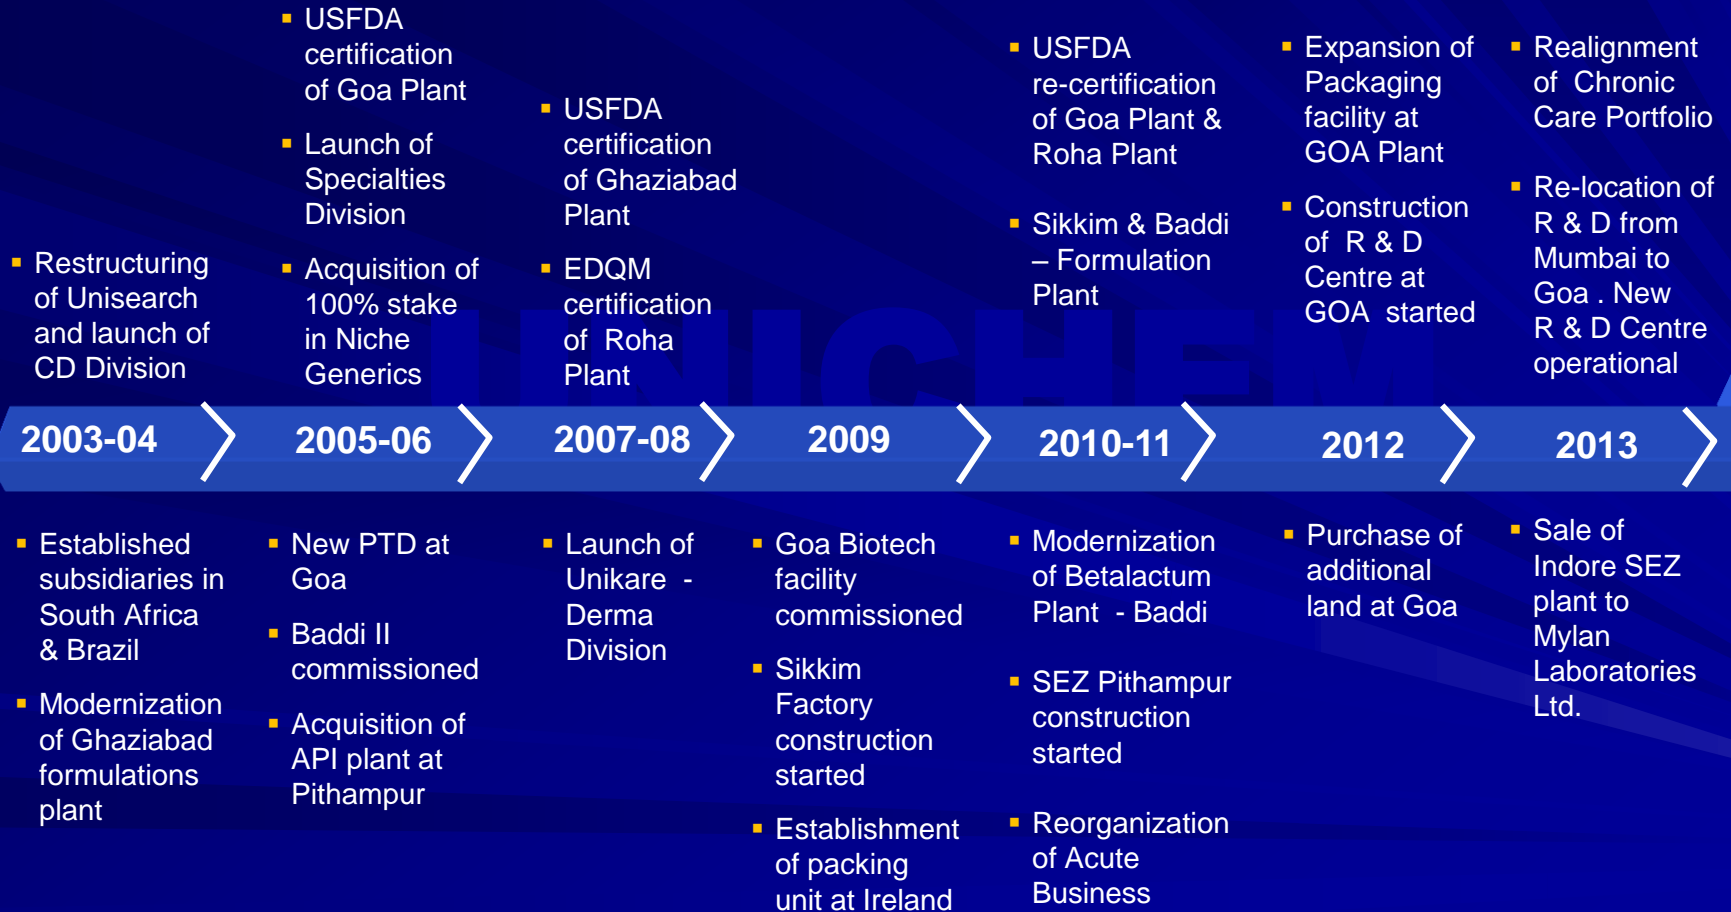 ▪ Restructuring
of Unisearch
and launch of
CD Division
▪ USFDA
certification
of Goa Plant
▪ Launch of
Specialties
Division
▪ Acquisition of
100% stake
in Niche
Generics
▪ USFDA
certification
of Ghaziabad
Plant
▪ EDQM
certification
of Roha
Plant
▪ USFDA
re-certification
of Goa Plant &
Roha Plant
▪ Sikkim & Baddi
– Formulation
Plant
▪ Expansion of
Packaging
facility at
GOA Plant
▪ Construction
of R & D
Centre at
GOA started
▪ Realignment
of Chronic
Care Portfolio
▪ Re-location of
R & D from
Mumbai to
Goa . New
R & D Centre
operational
UNICHEM
2003-04
2005-06
2007-08
2009
2010-11
2012
2013
▪ Established
subsidiaries in
South Africa
& Brazil
▪ Modernization
of Ghaziabad
formulations
plant
▪ New PTD at
Goa
▪ Baddi II
commissioned
▪ Acquisition of
API plant at
Pithampur
▪ Launch of
Unikare -
Derma
Division
▪ Goa Biotech
facility
commissioned
▪ Sikkim
Factory
construction
started
▪ Establishment
of packing
unit at Ireland
▪ Modernization
of Betalactum
Plant - Baddi
▪ SEZ Pithampur
construction
started
▪ Reorganization
of Acute
Business
▪ Purchase of
additional
land at Goa
▪ Sale of
Indore SEZ
plant to
Mylan
Laboratories
Ltd.